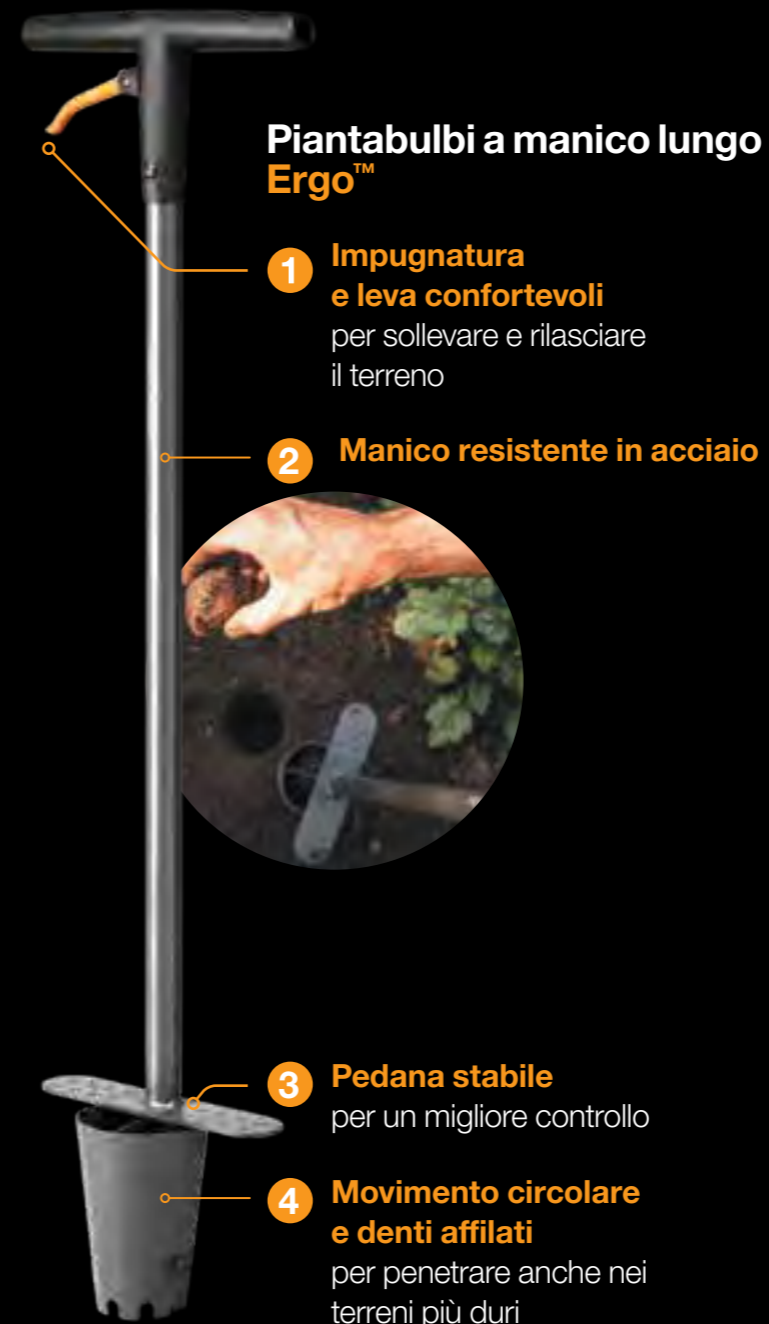 Piantabulbi a manico lungo
Ergo™
1
Impugnatura
e leva confortevoli
per sollevare e rilasciare
il terreno
2
Manico resistente in acciaio
3
Pedana stabile
per un migliore controllo
4
Movimento circolare
e denti affilati
per penetrare anche nei
terreni più duri